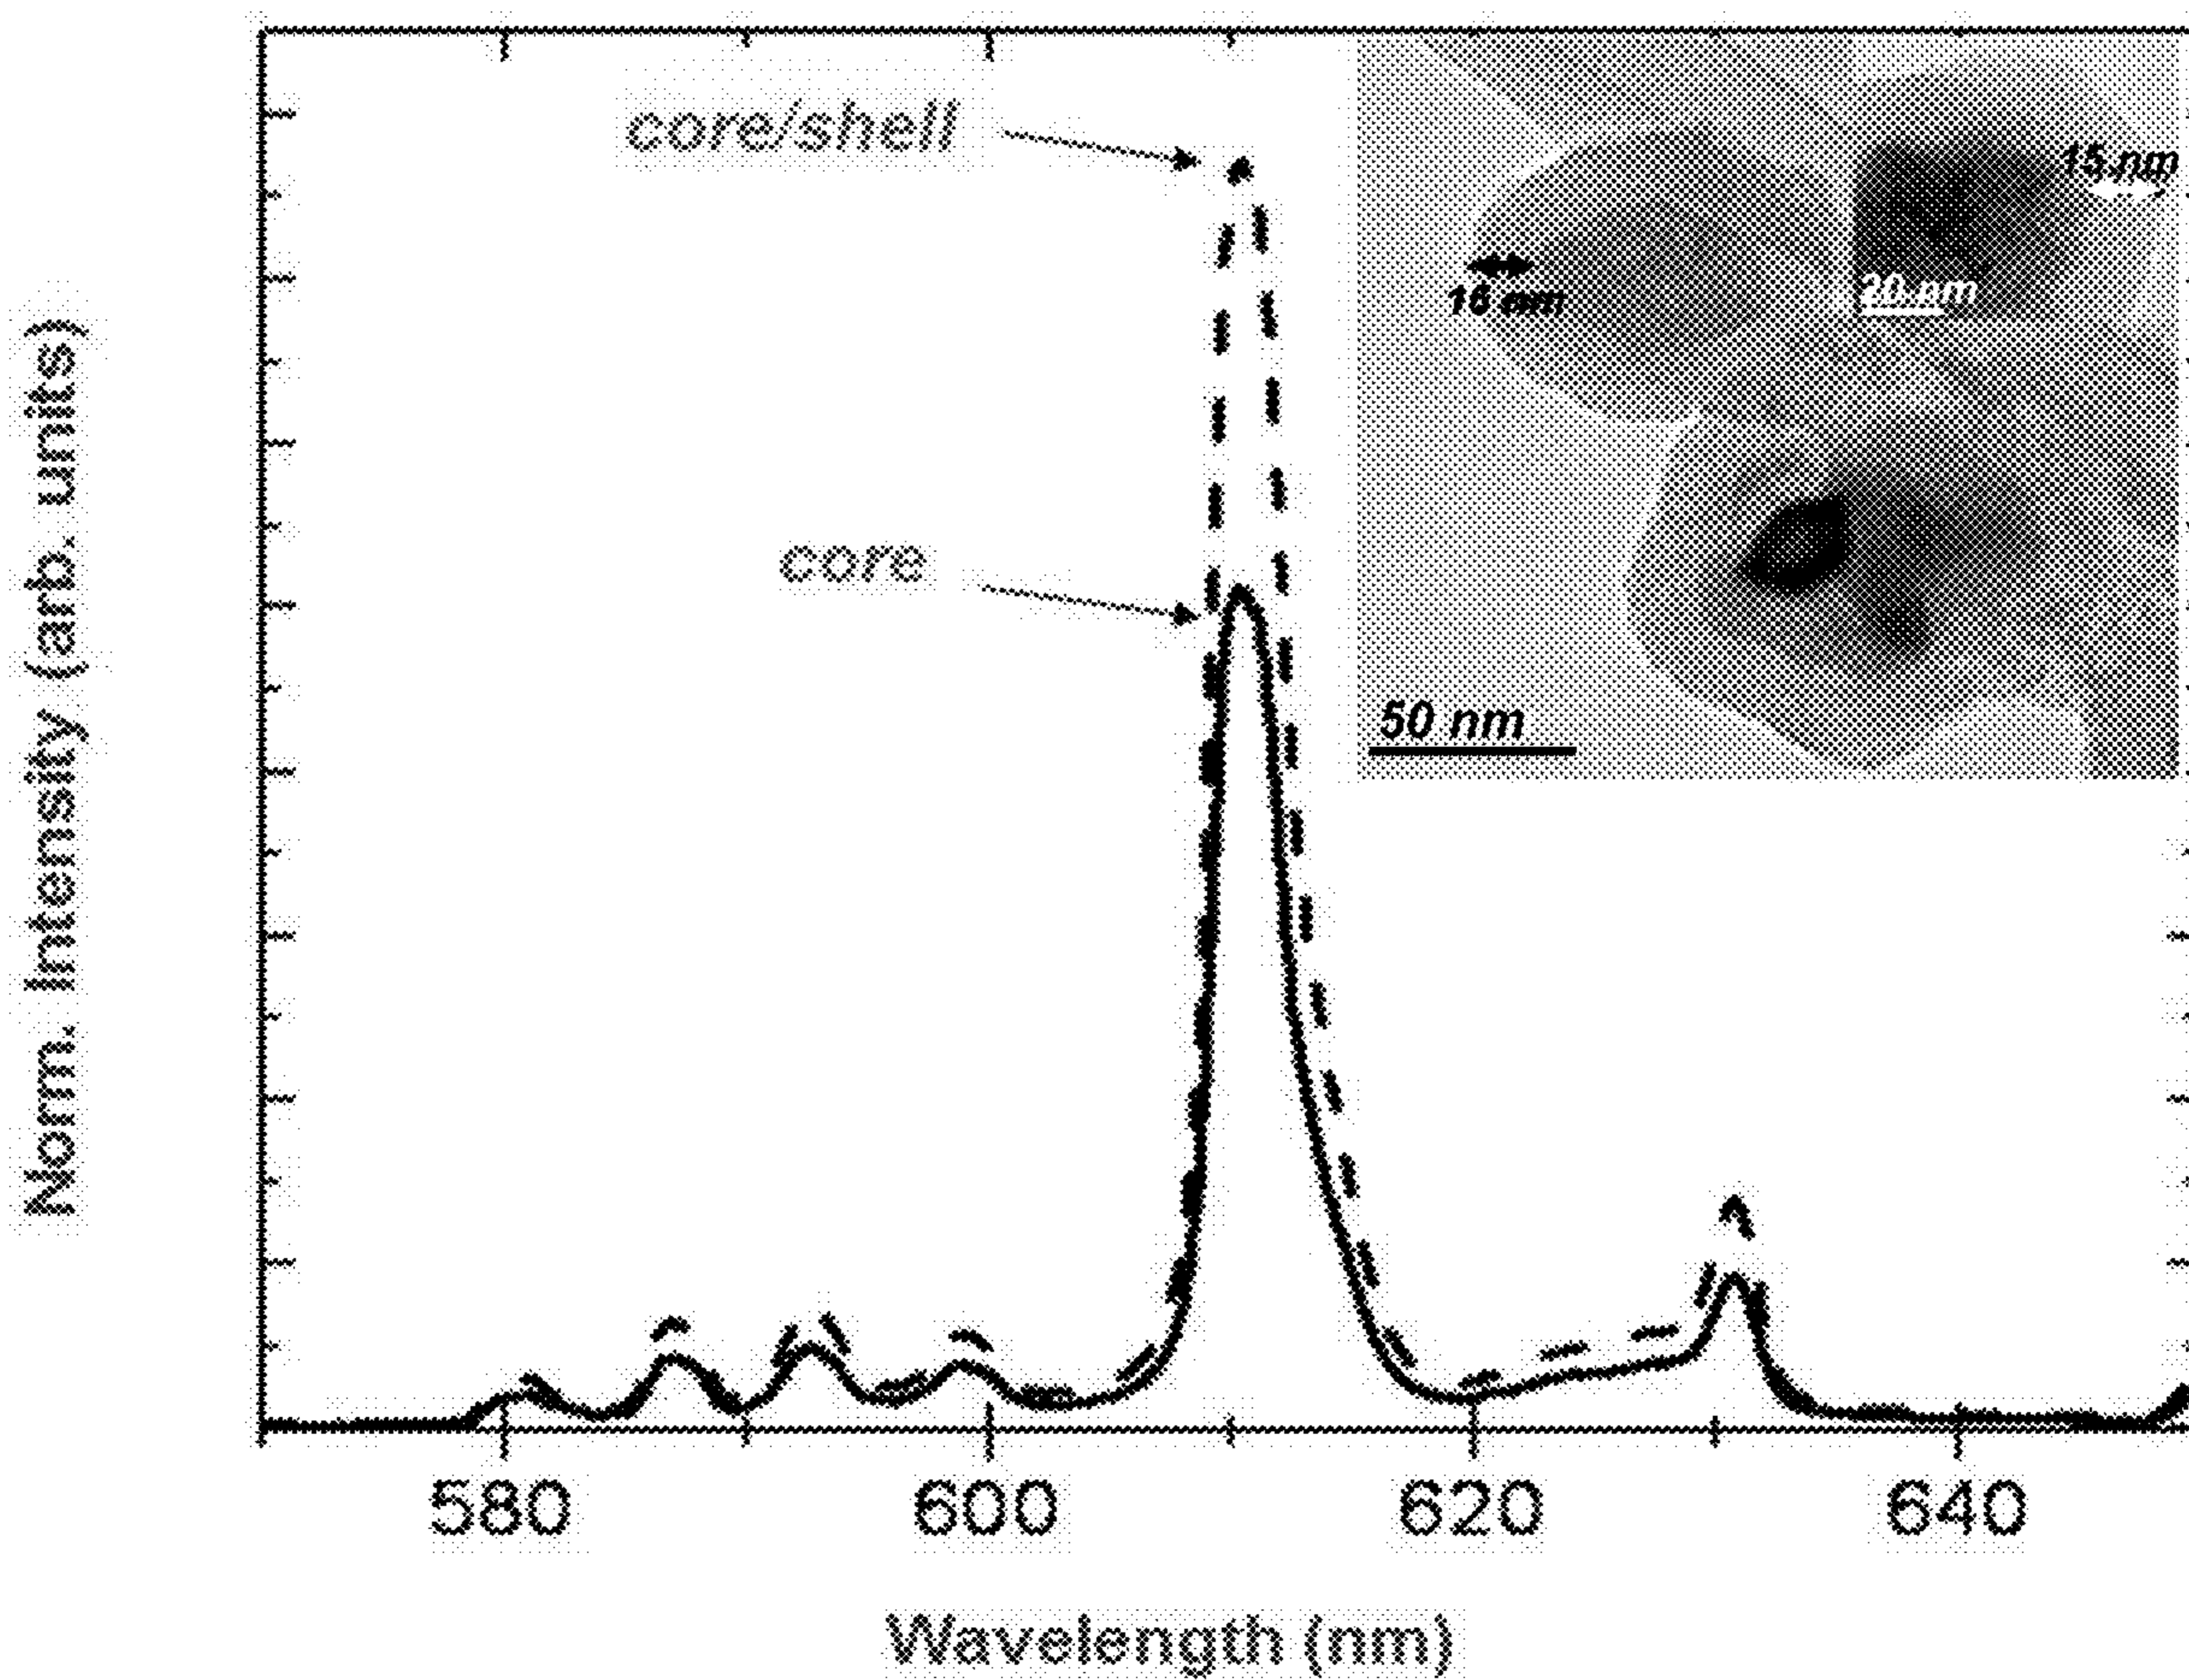 core/shell
15 nm
20 nm
16 nm
core
50 nm
Norm. Intensity (arb. units)
580 600 620 640
Wavelength (nm)